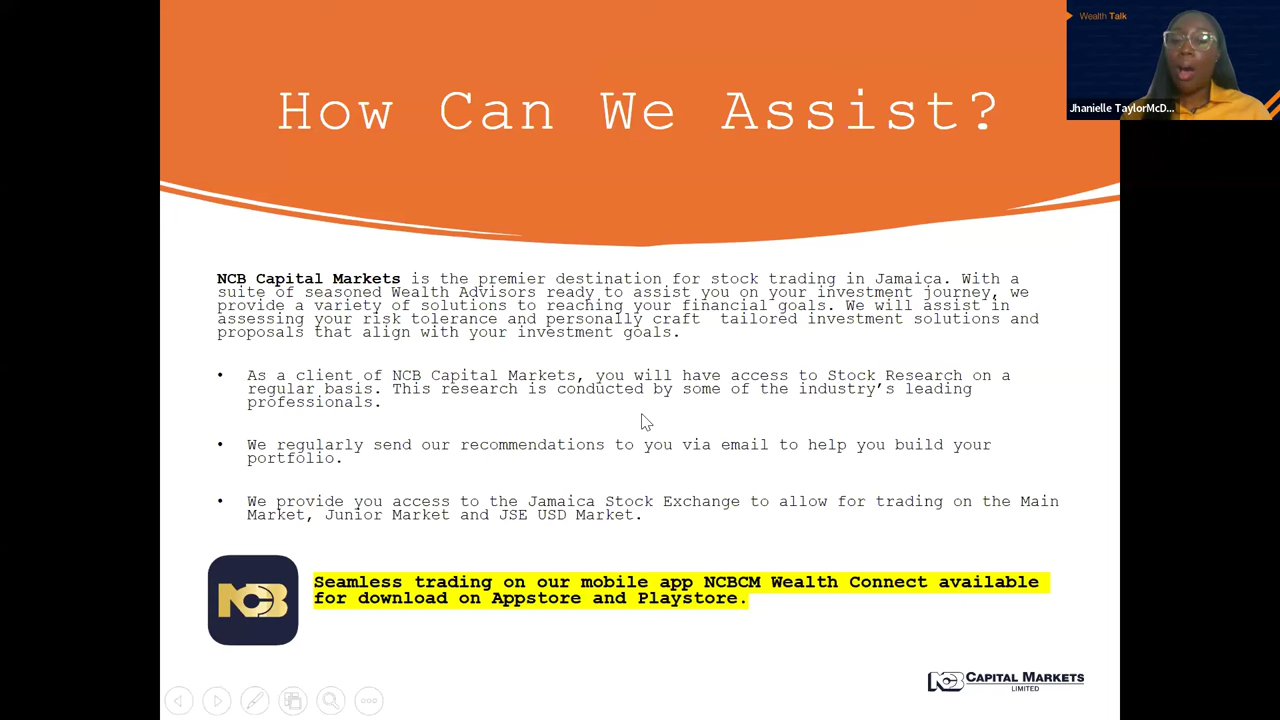 Wealth Talk
Jhanielle TaylorMcD...
How Can We Assist?
NCB Capital Markets is the premier destination for stock trading in Jamaica. With a
suite of seasoned Wealth Advisors ready to assist you on your investment journey, we
provide a variety of solutions to reaching your financial goals. We will assist in
assessing your risk tolerance and personally craft tailored investment solutions and
proposals that align with your investment goals.
• As a client of NCB Capital Markets, you will have access to Stock Research on a
regular basis. This research is conducted by some of the industry's leading
professionals.
• We regularly send our recommendations to you via email to help you build your
portfolio.
• We provide you access to the Jamaica Stock Exchange to allow for trading on the Main
Market, Junior Market and JSE USD Market.
NCB
Seamless trading on our mobile app NCBCM Wealth Connect available
for download on Appstore and Playstore.
NCB CAPITAL MARKETS
LIMITED